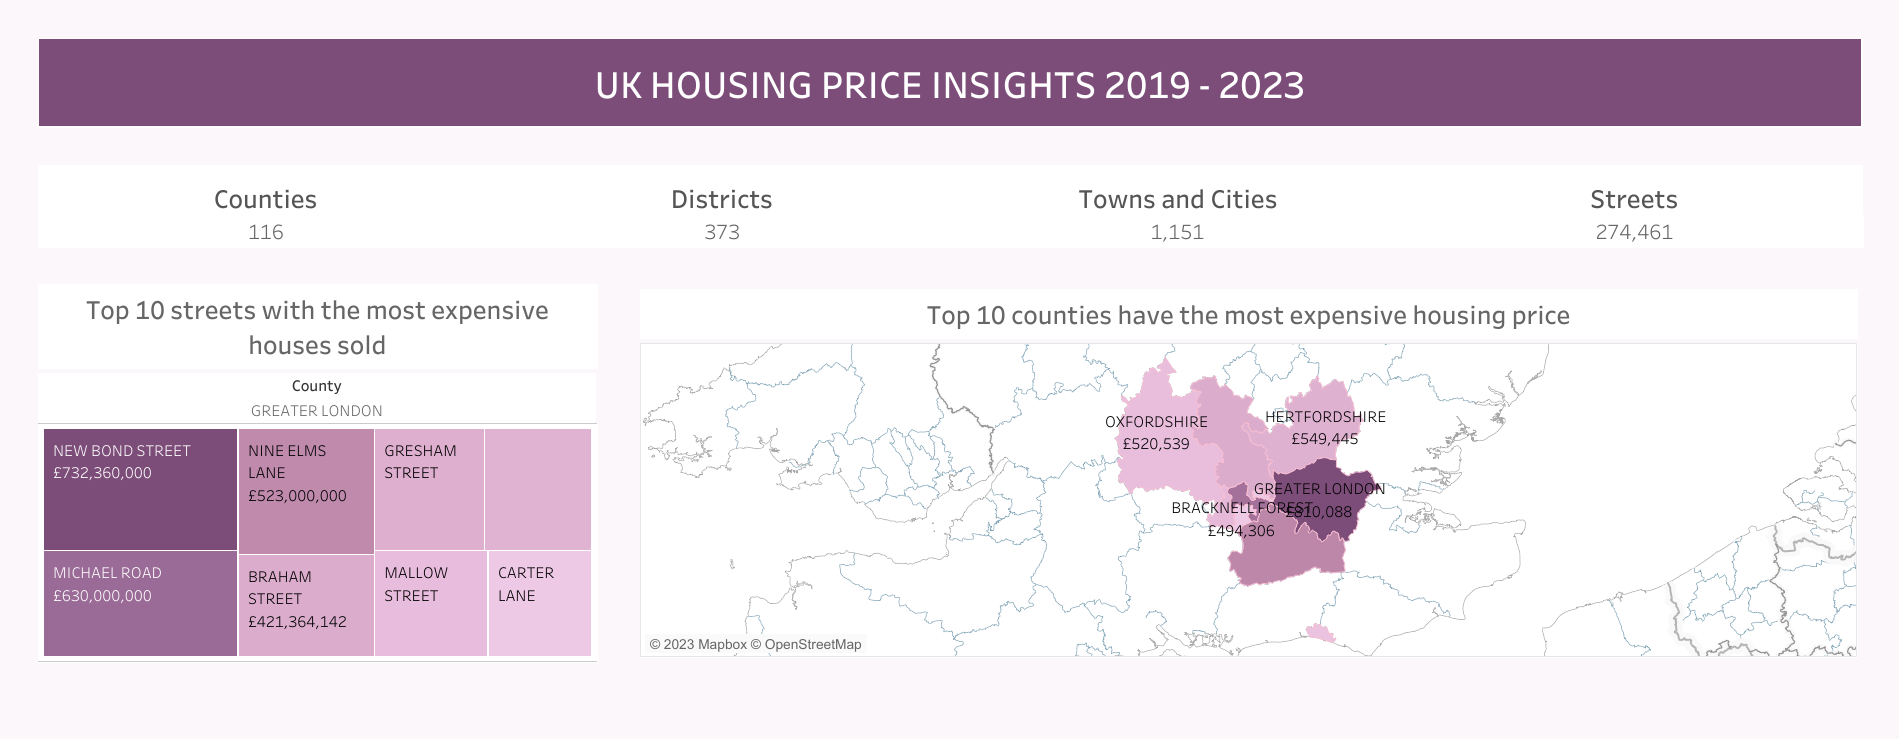 UK HOUSING PRICE INSIGHTS 2019 - 2023
Counties
116
Districts
373
Towns and Cities
1,151
Streets
274,461
Top 10 streets with the most expensive
houses sold
County
GREATER LONDON
NEW BOND STREET
£732,360,000
NINE ELMS
LANE
£523,000,000
GRESHAM
STREET
MICHAEL ROAD
£630,000,000
BRAHAM
STREET
£421,364,142
MALLOW
STREET
CARTER
LANE
Top 10 counties have the most expensive housing price
OXFORDSHIRE
£520,539
HERTFORDSHIRE
£549,445
GREATER LONDON
£810,088
BRACKNELL FOREST
£494,306
© 2023 Mapbox © OpenStreetMap